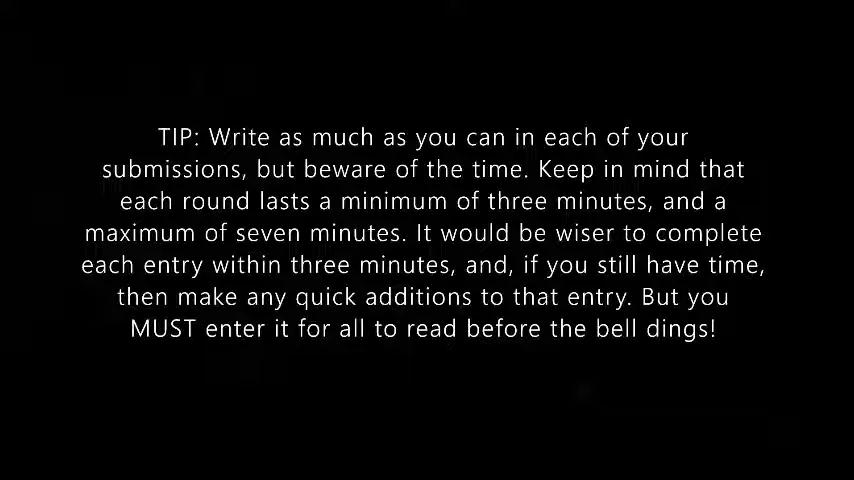 TIP: Write as much as you can in each of your
submissions, but beware of the time. Keep in mind that
each round lasts a minimum of three minutes, and a
maximum of seven minutes. It would be wiser to complete
each entry within three minutes, and, if you still have time,
then make any quick additions to that entry. But you
MUST enter it for all to read before the bell dings!